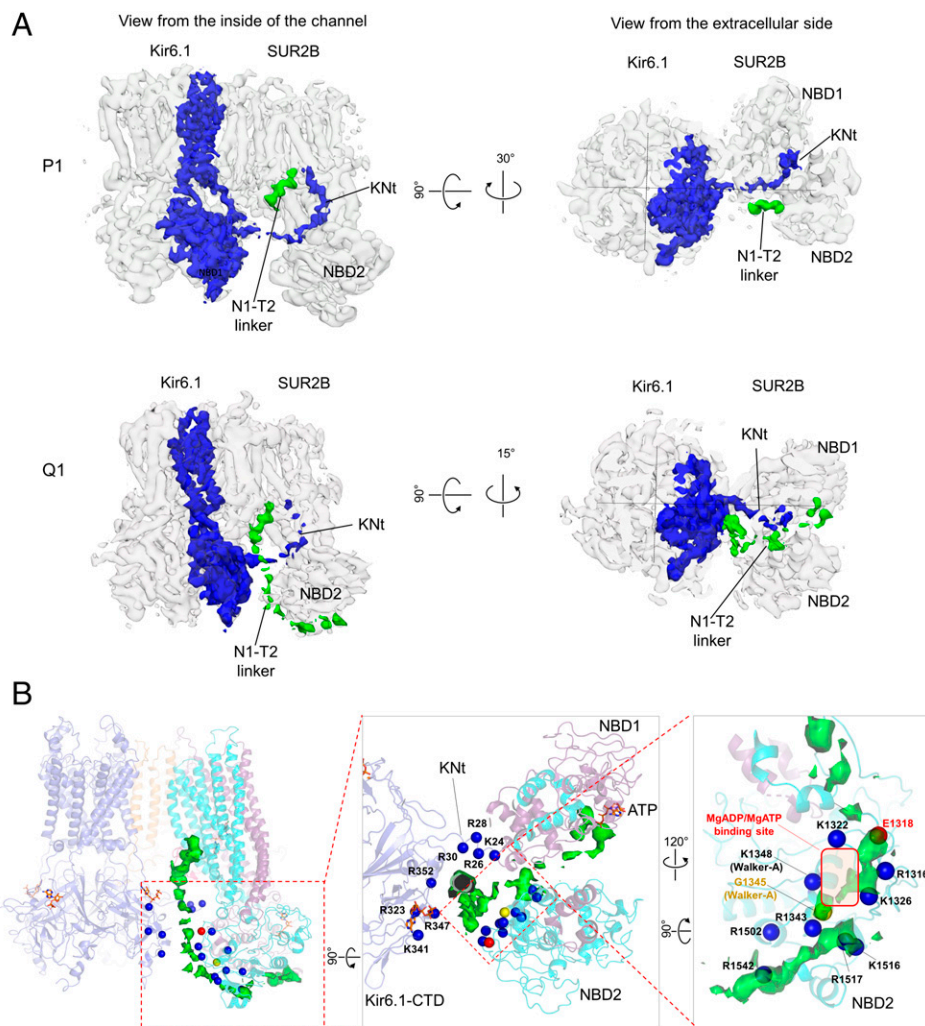 A
View from the inside of the channel
View from the extracellular side
Kir6.1
SUR2B
Kir6.1
SUR2B
NBD1
KNt
P1
KNt
90°
30°
NBD1
NBD2
N1-T2
linker
N1-T2
linker
NBD2
Kir6.1
SUR2B
Kir6.1
SUR2B
KNt
NBD1
Q1
KNt
90°
15°
NBD2
N1-T2
linker
N1-T2
linker
NBD2
B
NBD1
KNt
ATP
R28
K24
R30
R26
R352
R323
R347
K341
90°
Kir6.1-CTD
NBD2
120°
90°
MgADP/MgATP
binding site
E1318
K1322
K1348
(Walker-A)
R1316
G1345
(Walker-A)
K1326
R1343
R1502
K1516
R1542
R1517
NBD2